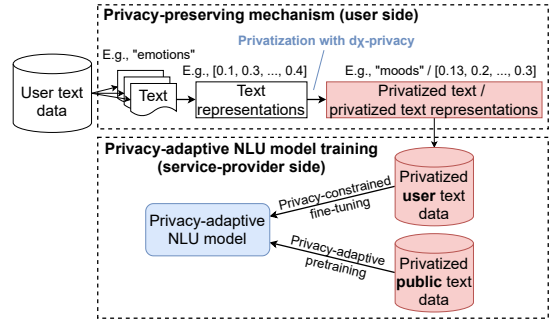 Privacy-preserving mechanism (user side)
E.g., "emotions"
Privatization with dχ-privacy
E.g., [0.1, 0.3, ..., 0.4]
E.g., "moods" / [0.13, 0.2, ..., 0.3]
User text
data
Text
Text
representations
Privatized text /
privatized text representations
Privacy-adaptive NLU model training
(service-provider side)
Privatized
user text
data
Privacy-constrained
fine-tuning
Privacy-adaptive
NLU model
Privacy-adaptive
pretraining
Privatized
public text
data